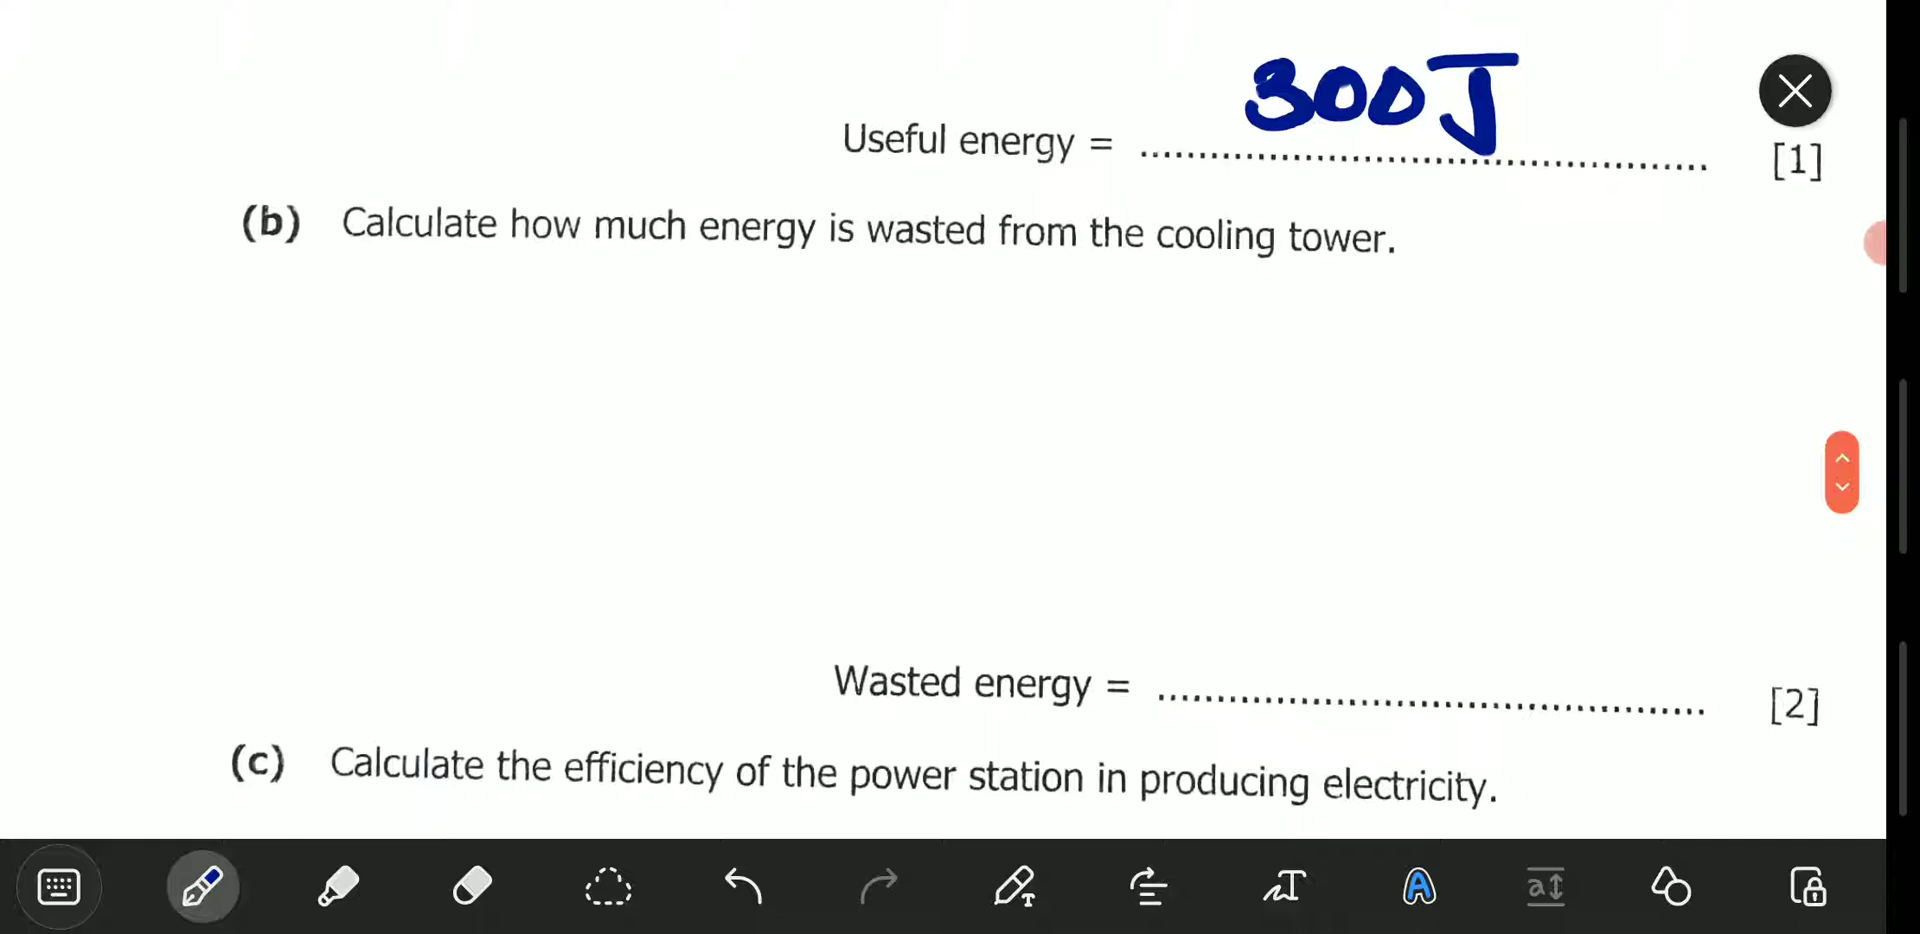 300J
Useful energy = ........................................................ [1]
(b) Calculate how much energy is wasted from the cooling tower.
Wasted energy = ...................................................... [2]
(c) Calculate the efficiency of the power station in producing electricity.
T aT A a